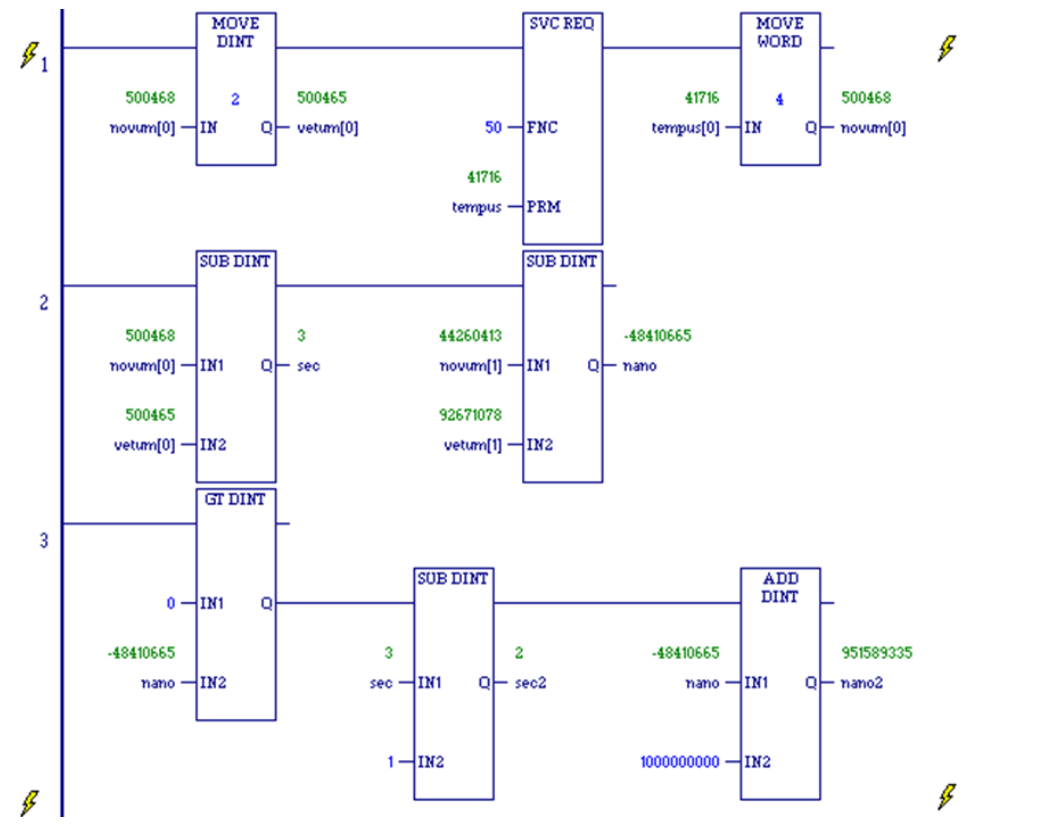 1
MOVE
DINT
500468
2
500465
novum[0]
IN
Q
vetum[0]
SVC REQ
50
FNC
41716
tempus
PRM
MOVE
WORD
41716
4
500468
tempus[0]
IN
Q
novum[0]
2
SUB DINT
500468
3
novum[0]
IN1
Q
sec
500465
vetum[0]
IN2
SUB DINT
44260413
-48410665
novum[1]
IN1
Q
nano
92671078
vetum[1]
IN2
3
GT DINT
0
IN1
Q
-48410665
nano
IN2
SUB DINT
3
2
sec
IN1
Q
sec2
1
IN2
ADD
DINT
-48410665
951589335
nano
IN1
Q
nano2
1000000000
IN2